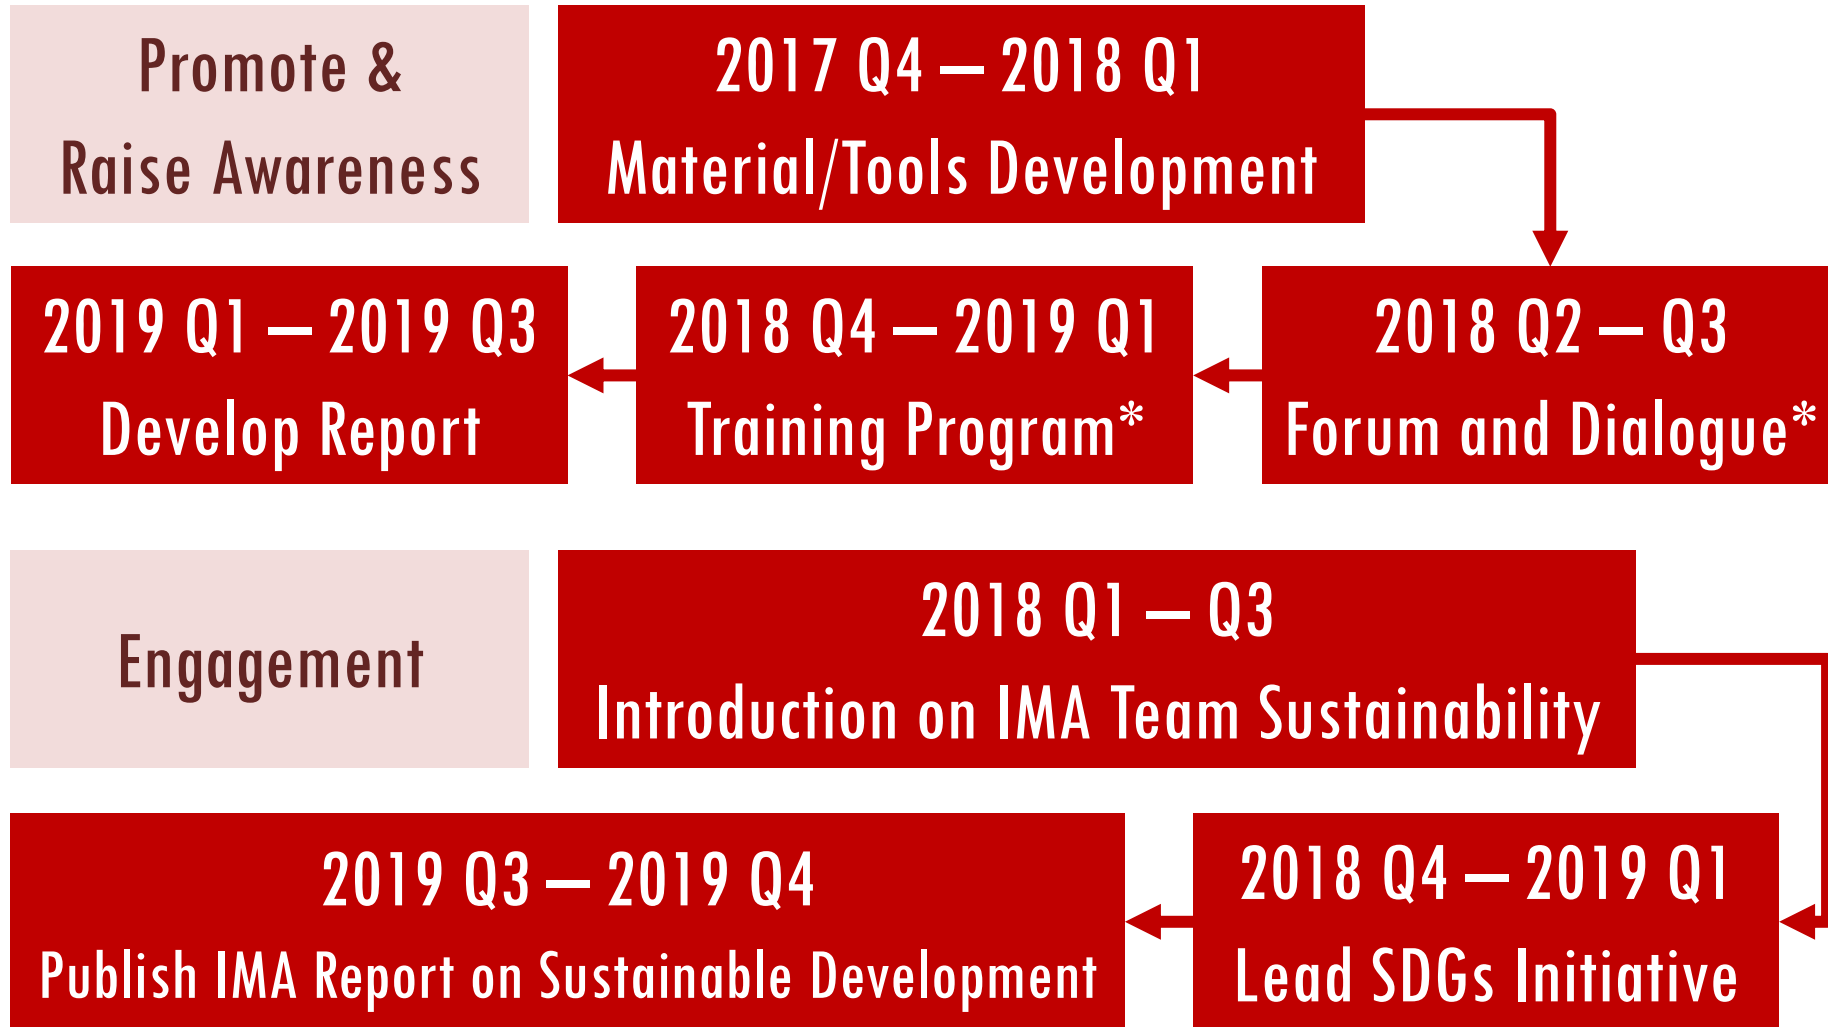 Promote &
Raise Awareness
2017 Q4 — 2018 Q1
Material/Tools Development
2018 Q2 — Q3
Forum and Dialogue*
2018 Q4 — 2019 Q1
Training Program*
2019 Q1 — 2019 Q3
Develop Report
Engagement
2018 Q1 — Q3
Introduction on IMA Team Sustainability
2018 Q4 — 2019 Q1
Lead SDGs Initiative
2019 Q3 — 2019 Q4
Publish IMA Report on Sustainable Development